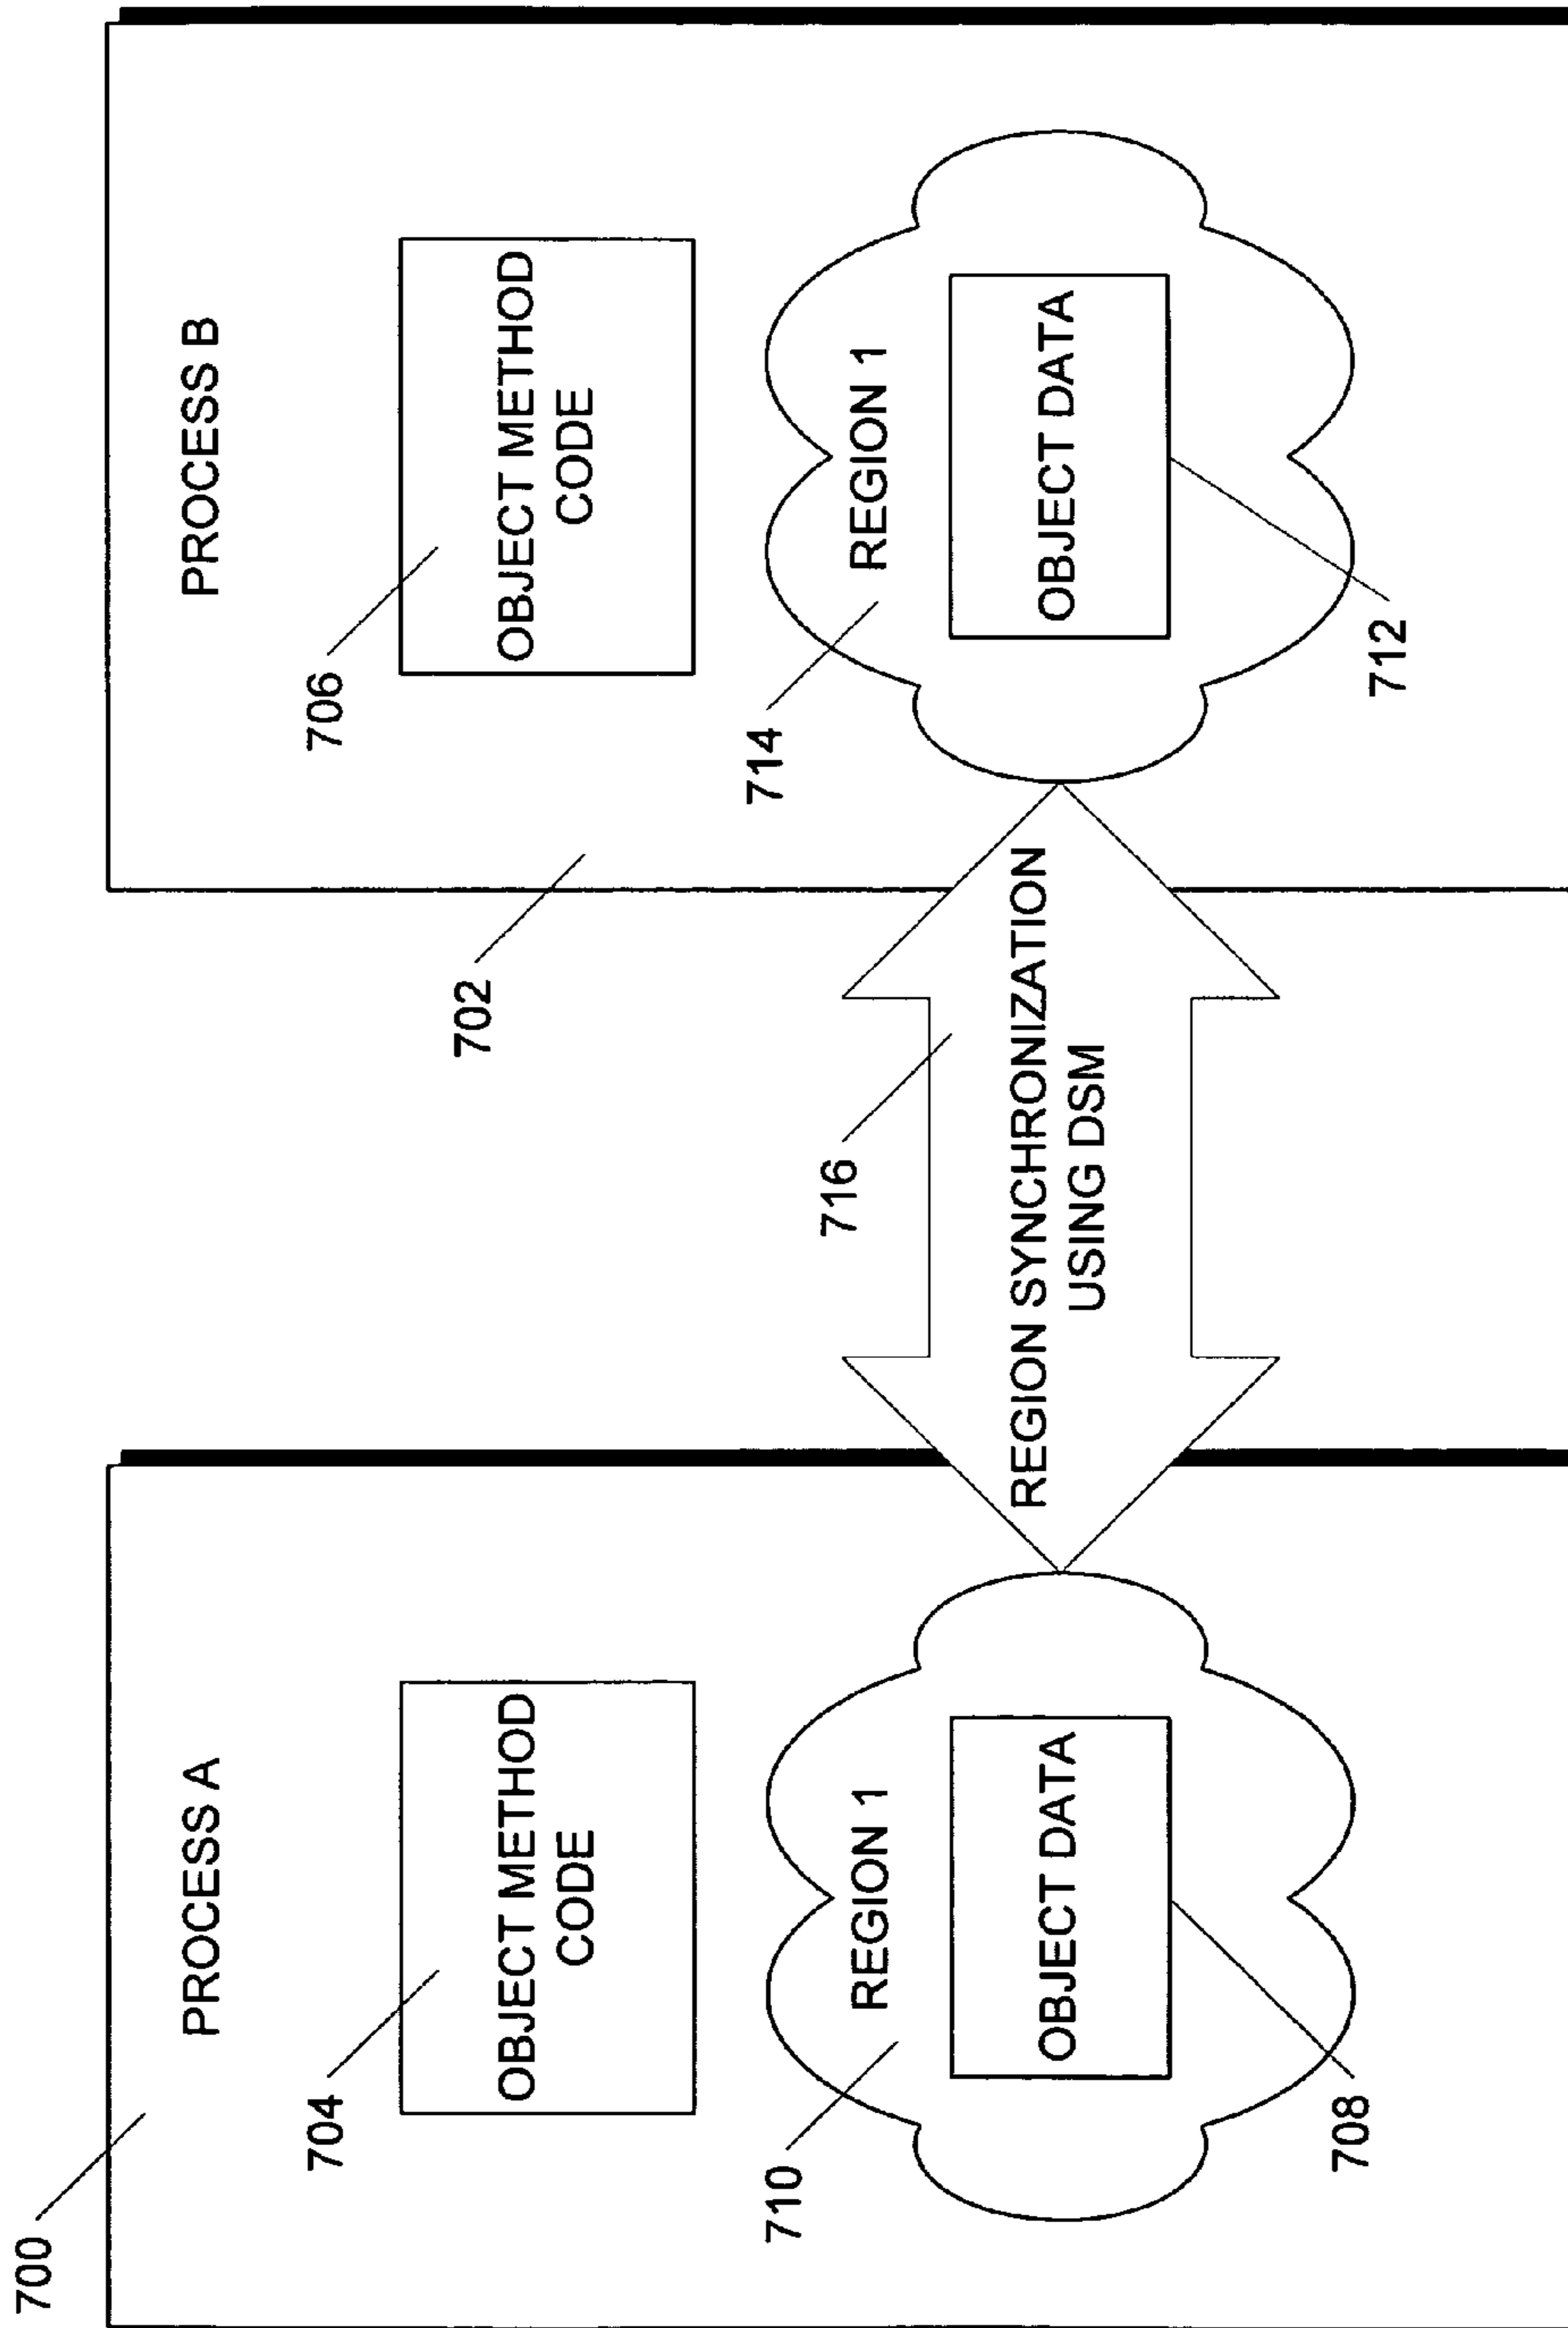 700
PROCESS A
704
OBJECT METHOD
CODE
710
REGION 1
OBJECT DATA
708
716
REGION SYNCHRONIZATION
USING DSM
702
PROCESS B
706
OBJECT METHOD
CODE
714
REGION 1
OBJECT DATA
712